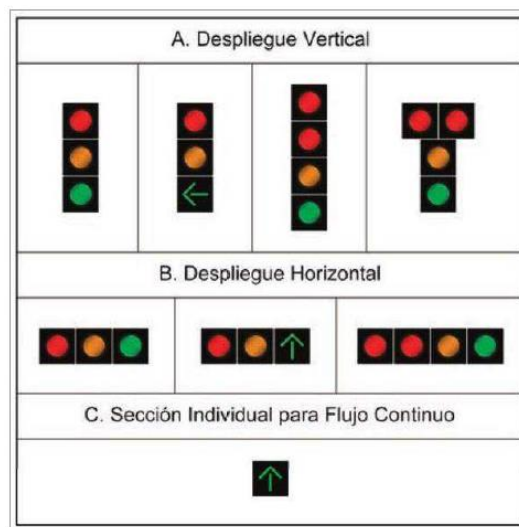 A. Despliegue Vertical
B. Despliegue Horizontal
C. Sección Individual para Flujo Continuo